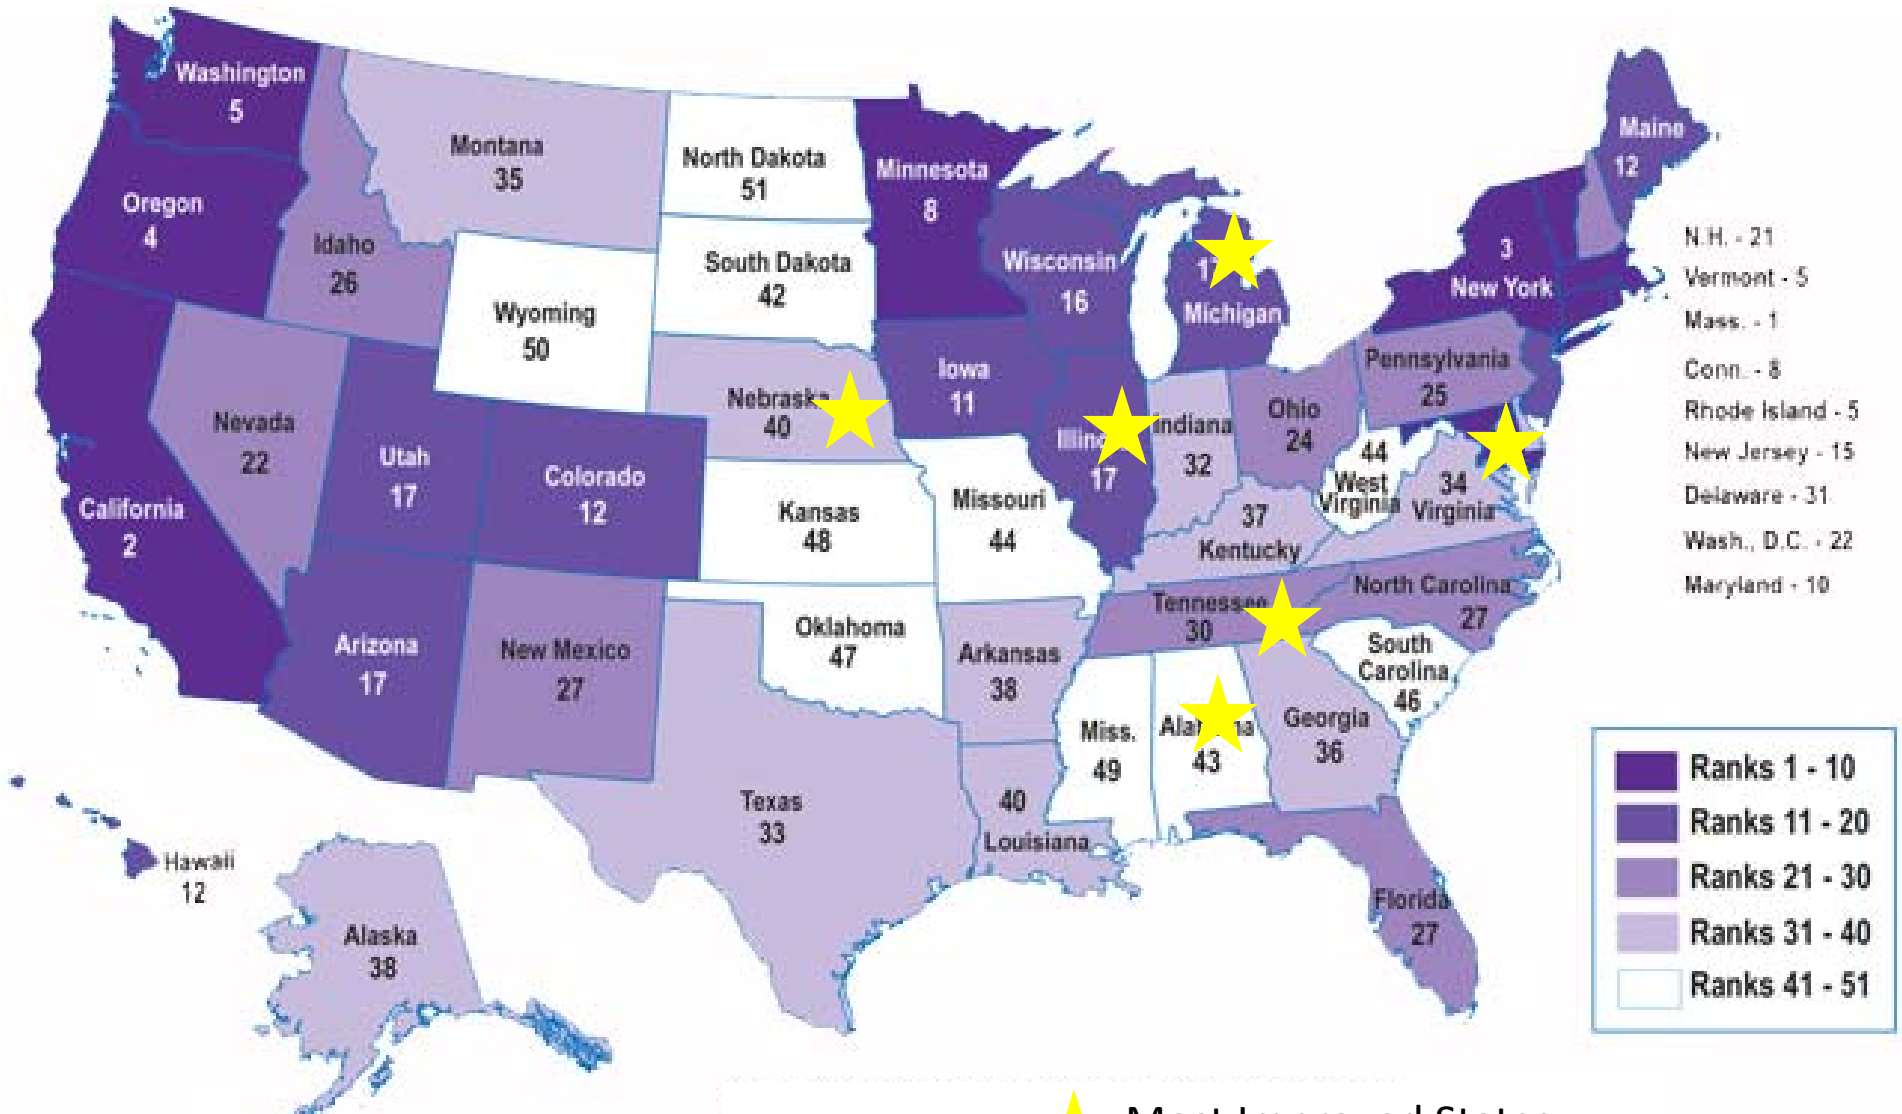 Washington
5
Oregon
4
California
2
Idaho
26
Nevada
22
Montana
35
Wyoming
50
Utah
17
Colorado
12
Arizona
17
New Mexico
27
North Dakota
51
South Dakota
42
Nebraska
40
Kansas
48
Oklahoma
47
Texas
33
Minnesota
8
Iowa
11
Missouri
44
Arkansas
38
40
Louisiana
Wisconsin
16
17
Michigan
17
Indiana
32
Ohio
24
37
Kentucky
Tennessee
30
Miss.
49
43
Georgia
36
Florida
27
South
Carolina
46
North Carolina
27
34
Virginia
44
West
Virginia
Pennsylvania
25
3
New York
Maine
12
Hawaii
12
Alaska
38
N.H. - 21
Vermont - 5
Mass. - 1
Conn. - 8
Rhode Island - 5
New Jersey - 15
Delaware - 31
Wash., D.C. - 22
Maryland - 10
Ranks 1 - 10
Ranks 11 - 20
Ranks 21 - 30
Ranks 31 - 40
Ranks 41 - 51
Most Improved States